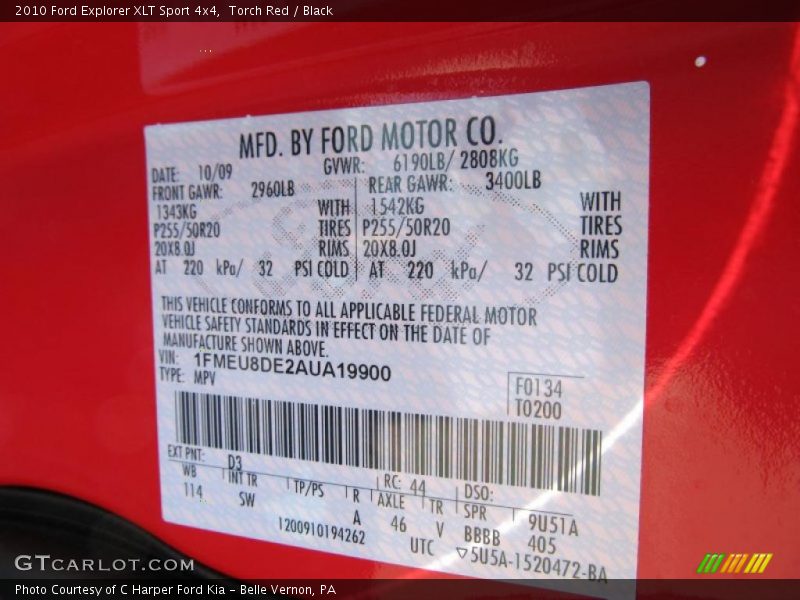 2010 Ford Explorer XLT Sport 4x4,  Torch Red / Black
MFD. BY FORD MOTOR CO.
DATE: 10/09 GVWR: 6190LB/ 2808KG
FRONT GAWR: 2960LB REAR GAWR: 3400LB
1343KG WITH 1542KG WITH
P255/50R20 TIRES P255/50R20 TIRES
20X8.0J RIMS 20X8.0J RIMS
AT 220 kPa/ 32 PSI COLD AT 220 kPa/ 32 PSI COLD
THIS VEHICLE CONFORMS TO ALL APPLICABLE FEDERAL MOTOR
VEHICLE SAFETY STANDARDS IN EFFECT ON THE DATE OF
MANUFACTURE SHOWN ABOVE.
VIN: 1FMEU8DE2AUA19900
TYPE: MPV
F0134
T0200
EXT PNT: D3 RC: 44 DSO:
WB INT TR TP/PS R AXLE TR SPR 9U51A
114 SW A 46 V BBBB 405
1200910194262 UTC ▽5U5A-1520472-BA
GTCARLOT.COM
Photo Courtesy of C Harper Ford Kia – Belle Vernon, PA